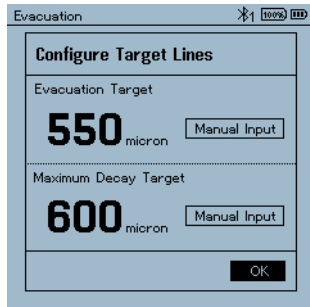 Evacuation 1 100%
Configure Target Lines
Evacuation Target
550 micron Manual Input
Maximum Decay Target
600 micron Manual Input
OK